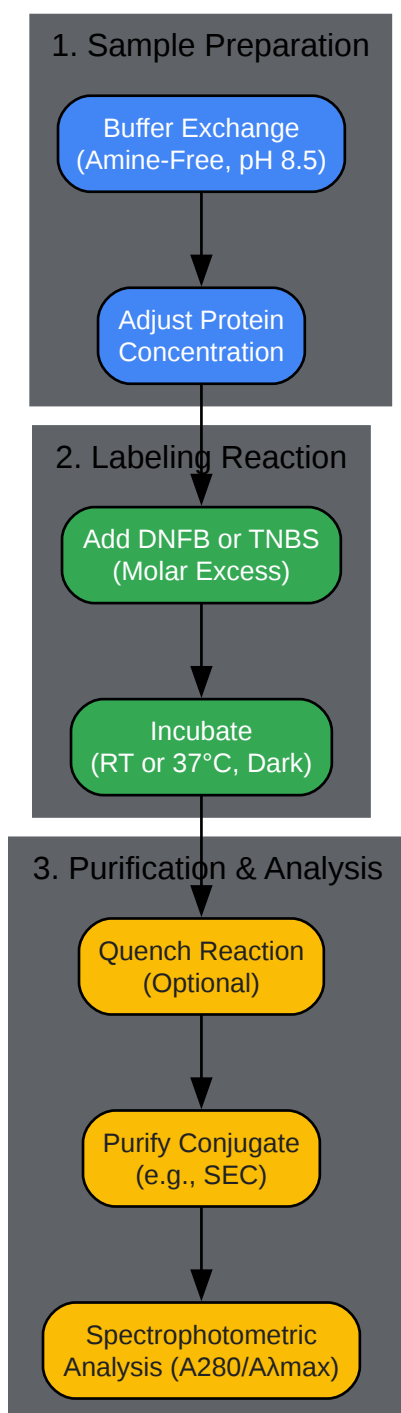 1. Sample Preparation
Buffer Exchange
(Amine-Free, pH 8.5)
Adjust Protein
Concentration
2. Labeling Reaction
Add DNFB or TNBS
(Molar Excess)
Incubate
(RT or 37°C, Dark)
3. Purification & Analysis
Quench Reaction
(Optional)
Purify Conjugate
(e.g., SEC)
Spectrophotometric
Analysis (A280/Aλmax)